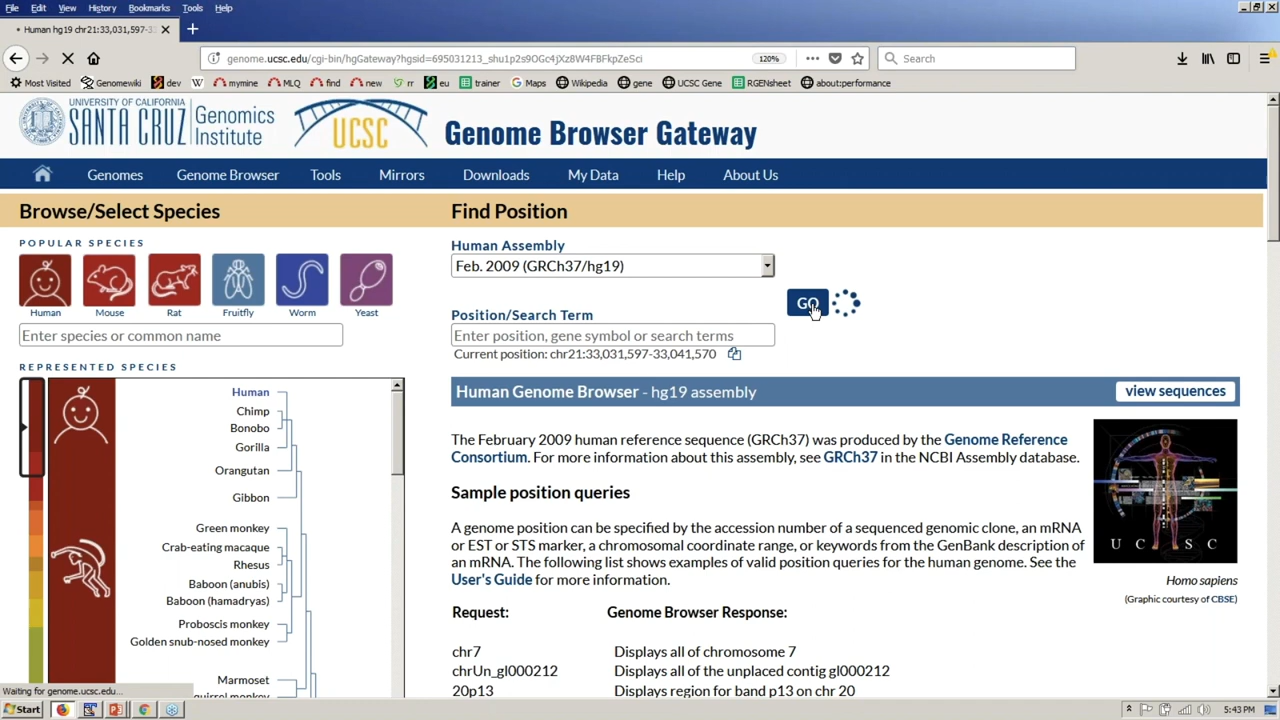 File Edit View History Bookmarks Tools Help
Human hg19 chr21:33,031,597-33
genome.ucsc.edu/cgi-bin/hgGateway?hgsid=695031213_shu1p2s9OGc4jXz8W4FBFkpZeSci
120%
Search
Most Visited Genomewiki dev mymine MLQ find new rr eu trainer Maps Wikipedia gene UCSC Gene RGENsheet about:performance
UNIVERSITY OF CALIFORNIA
SANTA CRUZ Genomics Institute
UCSC
Genome Browser Gateway
Genomes Genome Browser Tools Mirrors Downloads My Data Help About Us
Browse/Select Species
POPULAR SPECIES
Human Mouse Rat Fruitfly Worm Yeast
Enter species or common name
REPRESENTED SPECIES
Human
Chimp
Bonobo
Gorilla
Orangutan
Gibbon
Green monkey
Crab-eating macaque
Rhesus
Baboon (anubis)
Baboon (hamadryas)
Proboscis monkey
Golden snub-nosed monkey
Marmoset
Find Position
Human Assembly
Feb. 2009 (GRCh37/hg19)
GO
Position/Search Term
Enter position, gene symbol or search terms
Current position: chr21:33,031,597-33,041,570
Human Genome Browser - hg19 assembly
view sequences
The February 2009 human reference sequence (GRCh37) was produced by the Genome Reference
Consortium. For more information about this assembly, see GRCh37 in the NCBI Assembly database.
Sample position queries
A genome position can be specified by the accession number of a sequenced genomic clone, an mRNA
or EST or STS marker, a chromosomal coordinate range, or keywords from the GenBank description of
an mRNA. The following list shows examples of valid position queries for the human genome. See the
User's Guide for more information.
Request: Genome Browser Response:
chr7 Displays all of chromosome 7
chrUn_gl000212 Displays all of the unplaced contig gl000212
20p13 Displays region for band p13 on chr 20
U C S C
Homo sapiens
(Graphic courtesy of CBSE)
Waiting for genome.ucsc.edu...
Start
5:43 PM